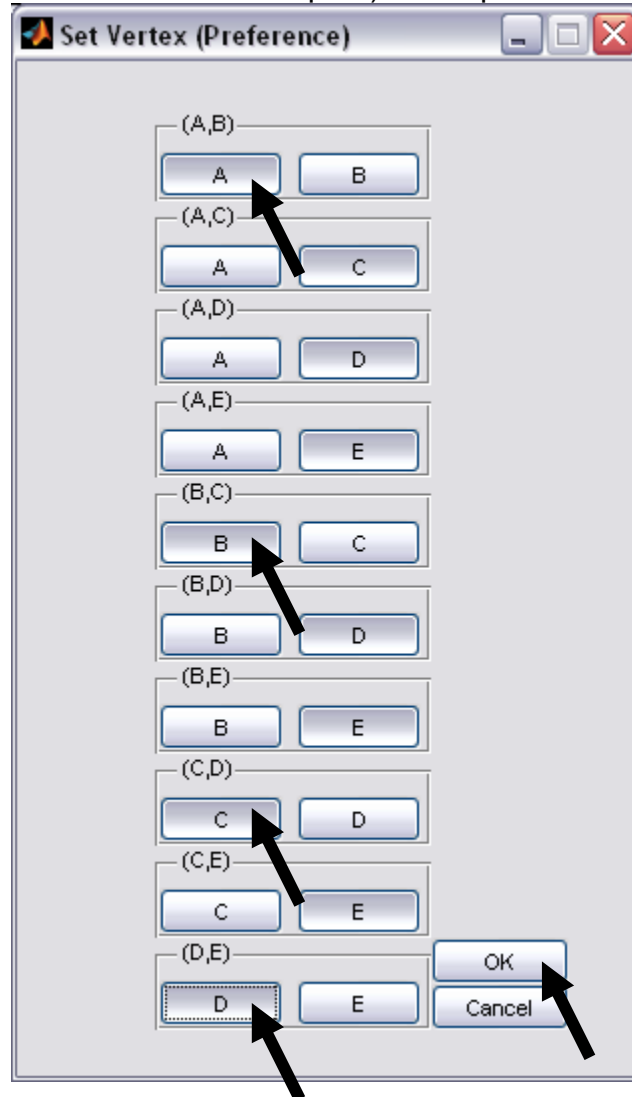 Set Vertex (Preference)
(A,B)
A B
(A,C)
A C
(A,D)
A D
(A,E)
A E
(B,C)
B C
(B,D)
B D
(B,E)
B E
(C,D)
C D
(C,E)
C E
(D,E)
D E
OK
Cancel